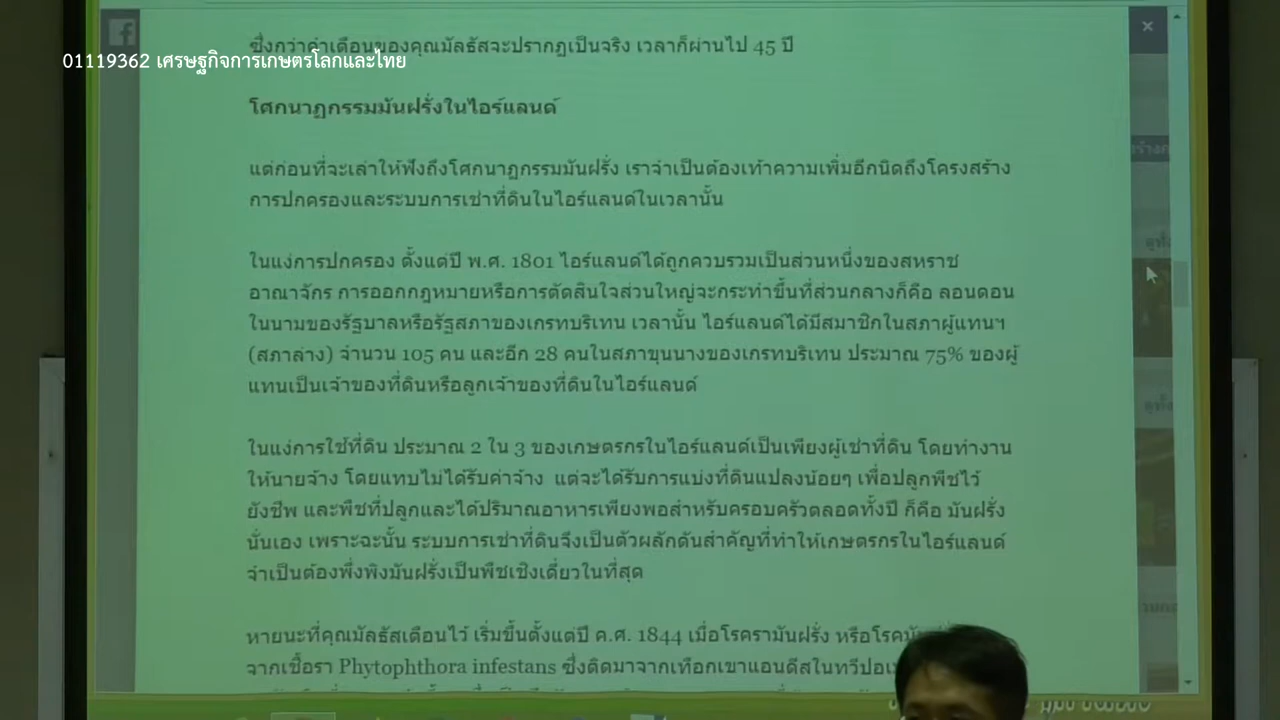 ซึ่งกว่าคำเตือนของคุณมัลธัสจะปรากฏเป็นจริง เวลาก็ผ่านไป 45 ปี
01119362 เศรษฐกิจการเกษตรโลกและไทย
โศกนาฏกรรมมันฝรั่งในไอร์แลนด์
แต่ก่อนที่จะเล่าให้ฟังถึงโศกนาฏกรรมมันฝรั่ง เราจำเป็นต้องเท้าความเพิ่มอีกนิดถึงโครงสร้าง
การปกครองและระบบการเช่าที่ดินในไอร์แลนด์ในเวลานั้น
ในแง่การปกครอง ตั้งแต่ปี พ.ศ. 1801 ไอร์แลนด์ได้ถูกควบรวมเป็นส่วนหนึ่งของสหราช
อาณาจักร การออกกฎหมายหรือการตัดสินใจส่วนใหญ่จะกระทำขึ้นที่ส่วนกลางก็คือ ลอนดอน
ในนามของรัฐบาลหรือรัฐสภาของเกรทบริเทน เวลานั้น ไอร์แลนด์ได้มีสมาชิกในสภาผู้แทนฯ
(สภาล่าง) จำนวน 105 คน และอีก 28 คนในสภาขุนนางของเกรทบริเทน ประมาณ 75% ของผู้
แทนเป็นเจ้าของที่ดินหรือลูกเจ้าของที่ดินในไอร์แลนด์
ในแง่การใช้ที่ดิน ประมาณ 2 ใน 3 ของเกษตรกรในไอร์แลนด์เป็นเพียงผู้เช่าที่ดิน โดยทำงาน
ให้นายจ้าง โดยแทบไม่ได้รับค่าจ้าง แต่จะได้รับการแบ่งที่ดินแปลงน้อยๆ เพื่อปลูกพืชไว้
ยังชีพ และพืชที่ปลูกและได้ปริมาณอาหารเพียงพอสำหรับครอบครัวตลอดทั้งปี ก็คือ มันฝรั่ง
นั่นเอง เพราะฉะนั้น ระบบการเช่าที่ดินจึงเป็นตัวผลักดันสำคัญที่ทำให้เกษตรกรในไอร์แลนด์
จำเป็นต้องพึ่งพิงมันฝรั่งเป็นพืชเชิงเดี่ยวในที่สุด
หายนะที่คุณมัลธัสเตือนไว้ เริ่มขึ้นตั้งแต่ปี ค.ศ. 1844 เมื่อโรครามันฝรั่ง หรือโรค
จากเชื้อรา Phytophthora infestans ซึ่งติดมาจากเทือกเขาแอนดีสในทวีป